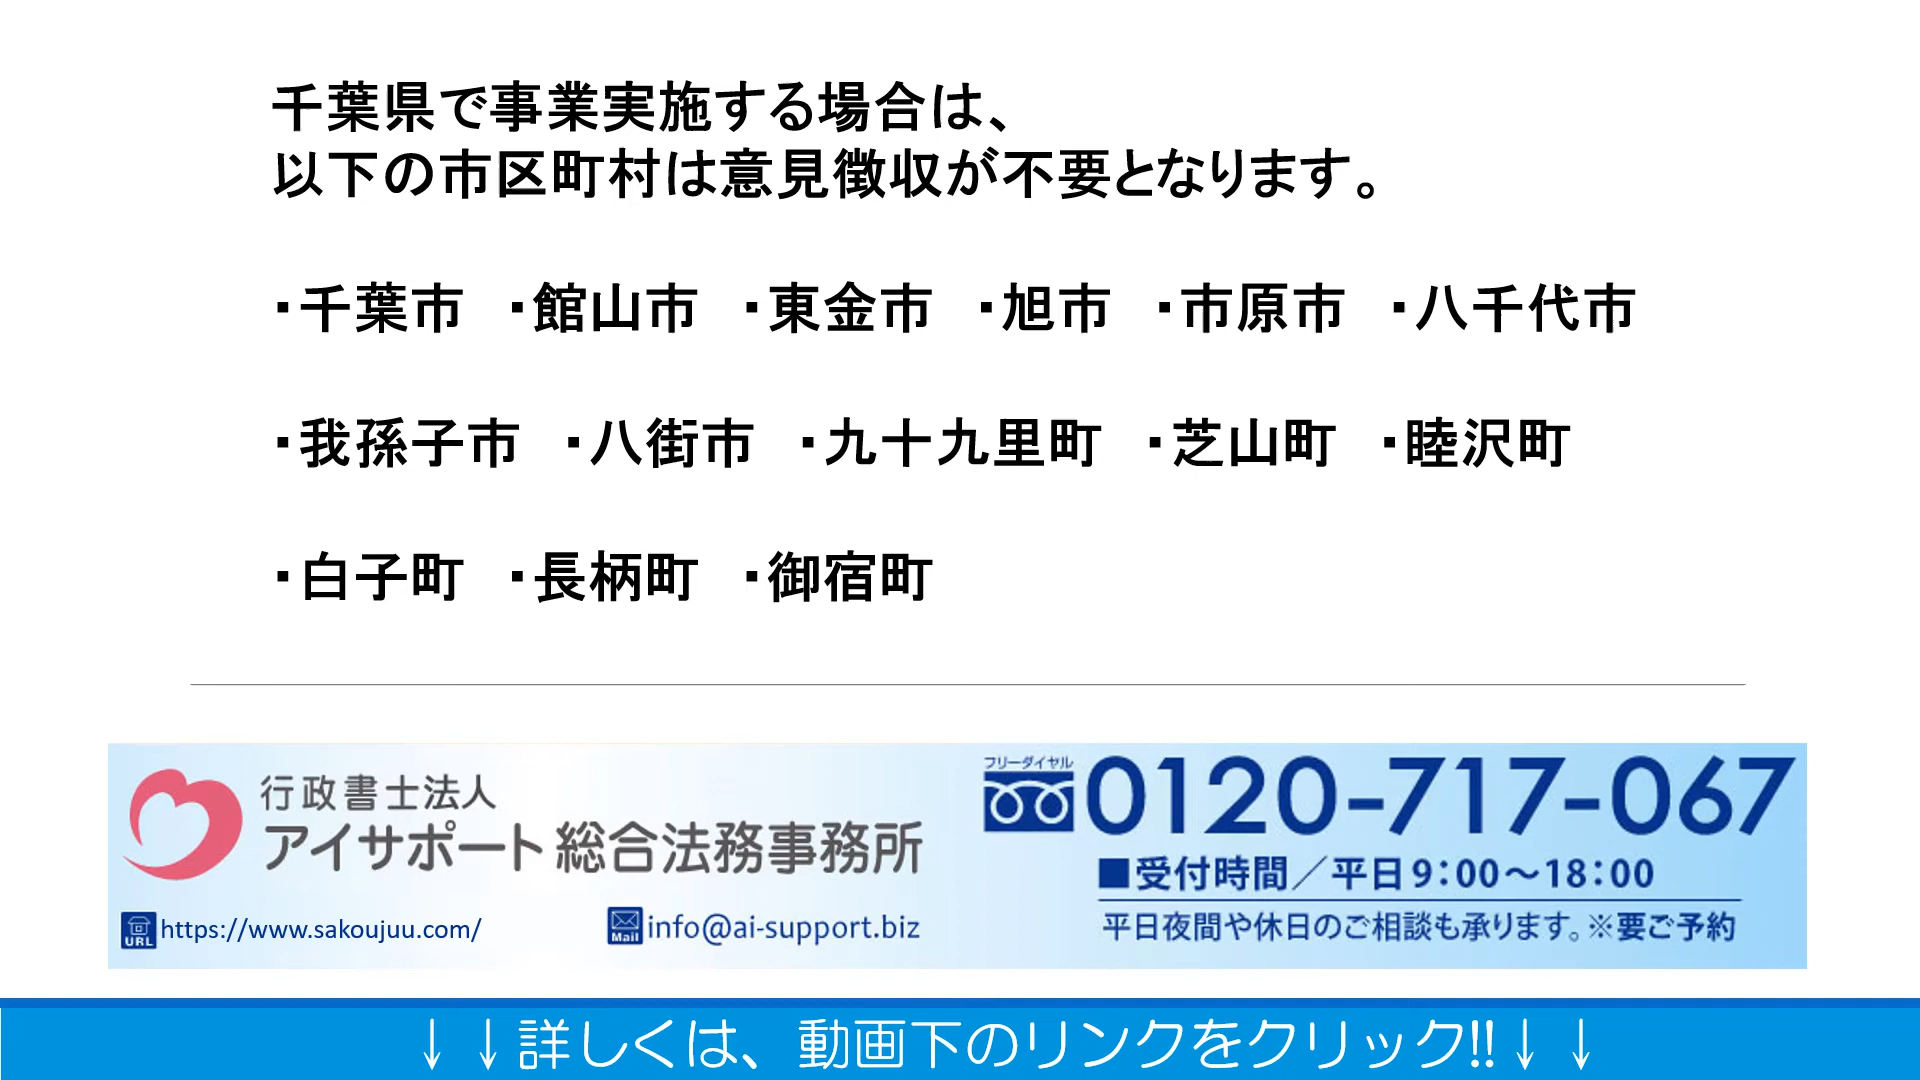 千葉県で事業実施する場合は、
以下の市区町村は意見徴収が不要となります。
・千葉市　・館山市　・東金市　・旭市　・市原市　・八千代市
・我孫子市　・八街市　・九十九里町　・芝山町　・睦沢町
・白子町　・長柄町　・御宿町
行政書士法人
アイサポート総合法務事務所
URL https://www.sakoujuu.com/
Mail info@ai-support.biz
フリーダイヤル
0120-717-067
■受付時間／平日9:00～18:00
平日夜間や休日のご相談も承ります。※要ご予約
↓↓詳しくは、動画下のリンクをクリック!!↓↓